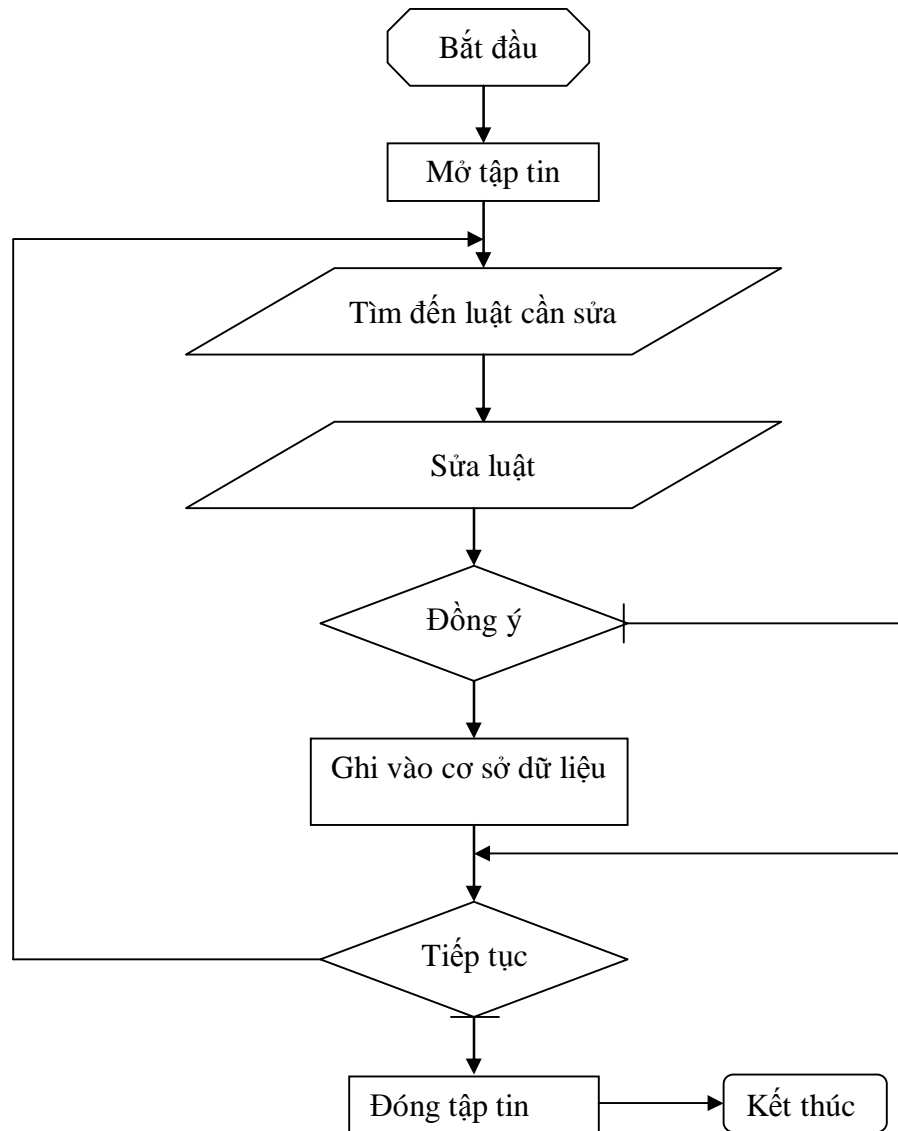 Bắt đầu
Mở tập tin
Tìm đến luật cần sửa
Sửa luật
Đồng ý
Ghi vào cơ sở dữ liệu
Tiếp tục
Đóng tập tin
Kết thúc